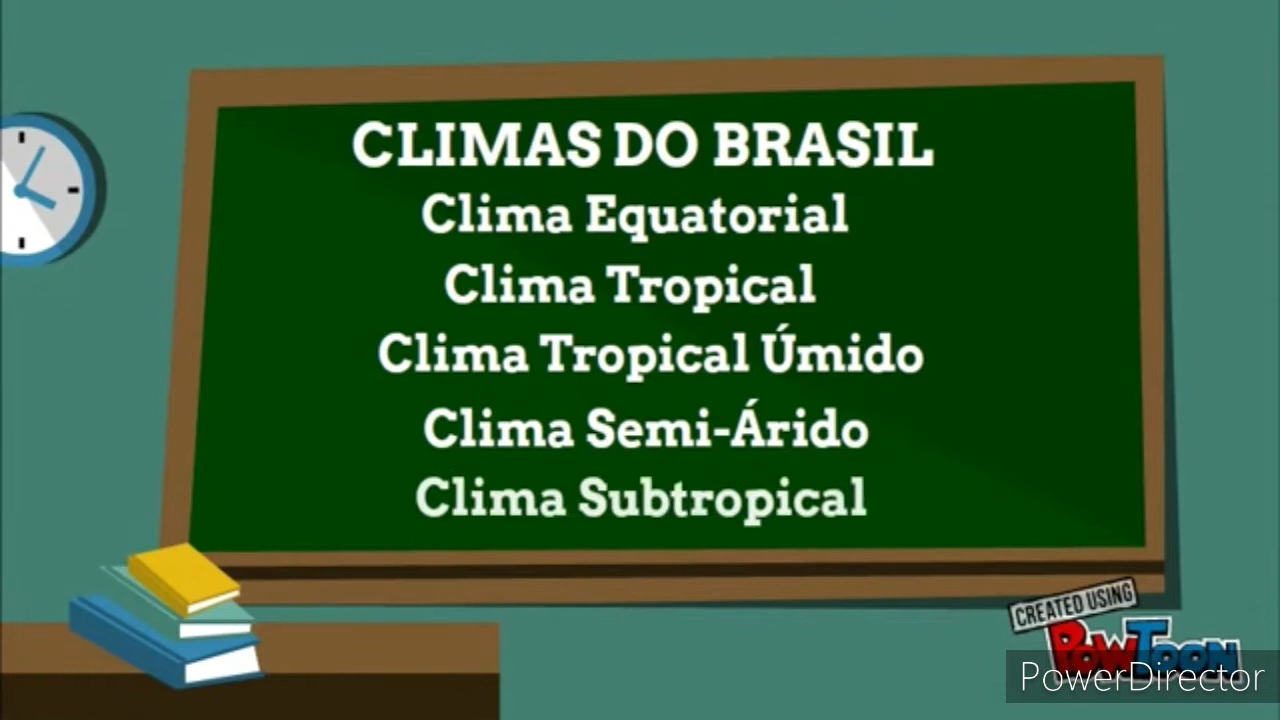 CLIMAS DO BRASIL
Clima Equatorial
Clima Tropical
Clima Tropical Úmido
Clima Semi-Árido
Clima Subtropical
CREATED USING
POWTOON
PowerDirector